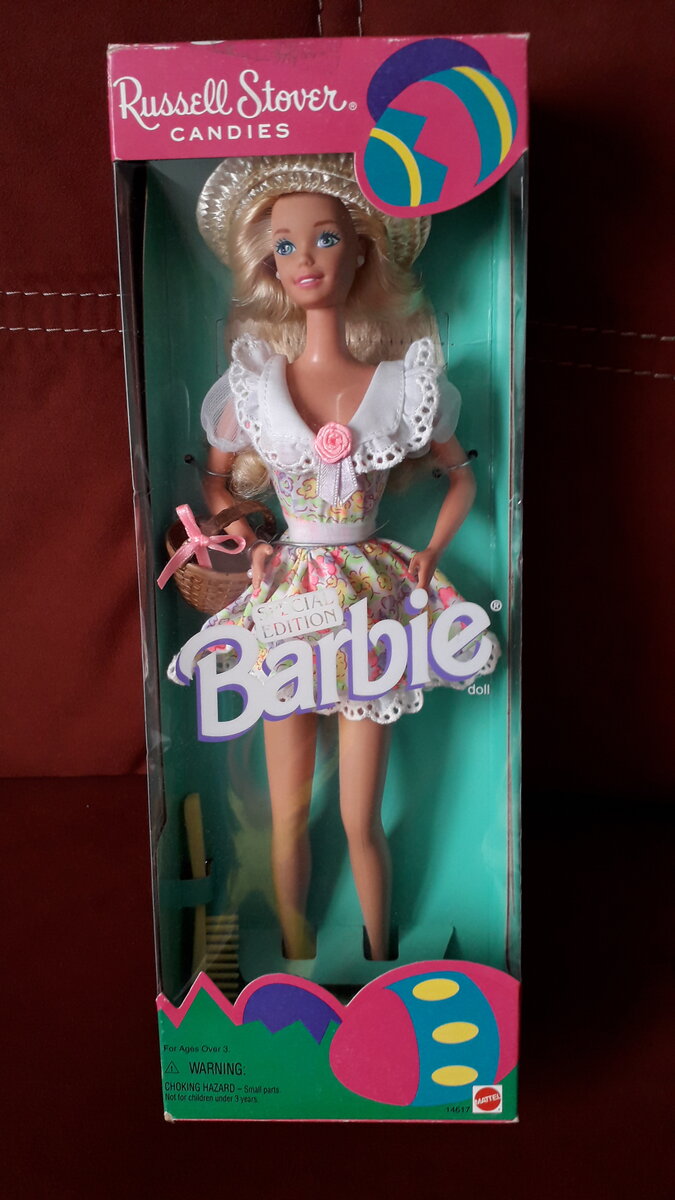 Russell Stover®
CANDIES
SPECIAL
EDITION
Barbie®
doll
For Ages Over 3.
⚠ WARNING:
CHOKING HAZARD – Small parts.
Not for children under 3 years.
14617
MATTEL